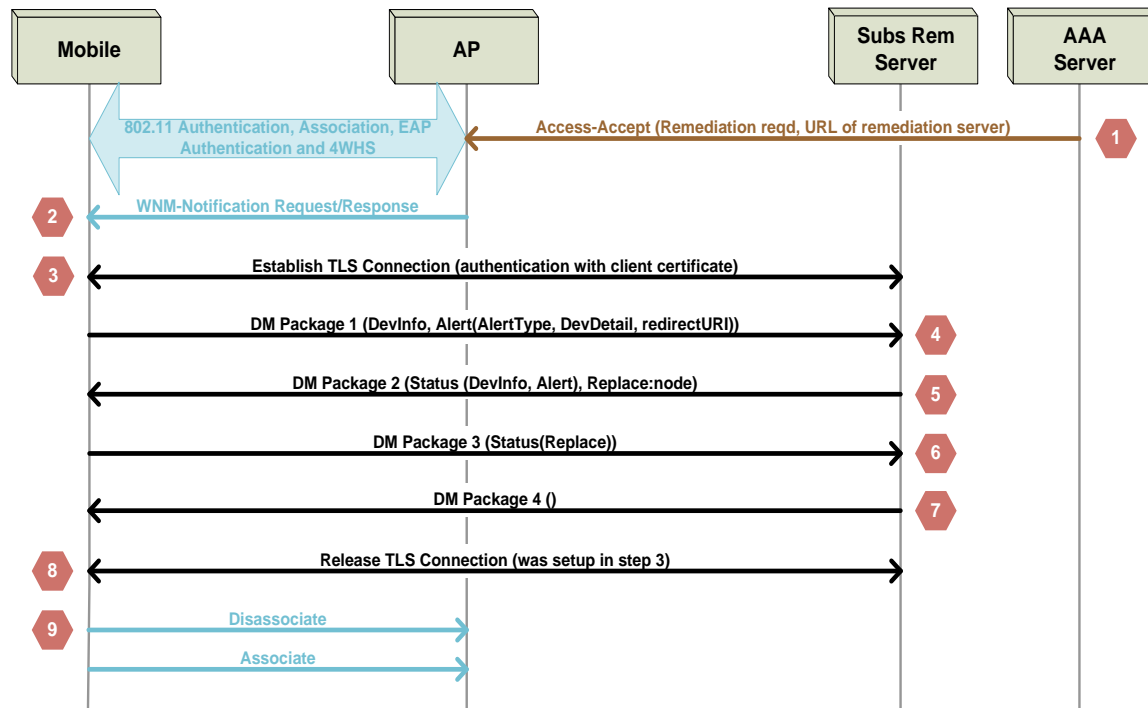 Mobile
AP
Subs Rem
Server
AAA
Server
802.11 Authentication, Association, EAP
Authentication and 4WHS
Access-Accept (Remediation reqd, URL of remediation server)
1
2
WNM-Notification Request/Response
3
Establish TLS Connection (authentication with client certificate)
DM Package 1 (DevInfo, Alert(AlertType, DevDetail, redirectURI))
4
DM Package 2 (Status (DevInfo, Alert), Replace:node)
5
DM Package 3 (Status(Replace))
6
DM Package 4 ()
7
8
Release TLS Connection (was setup in step 3)
9
Disassociate
Associate